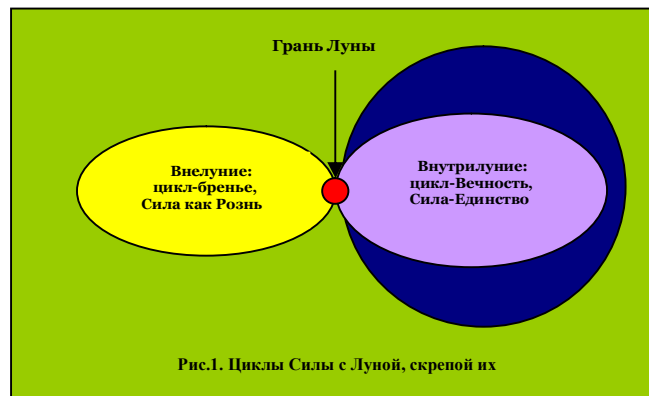 Грань Луны
Внелуние:
цикл-бренье,
Сила как Рознь
Внутрилуние:
цикл-Вечность,
Сила-Единство
Рис.1. Циклы Силы с Луной, скрепой их